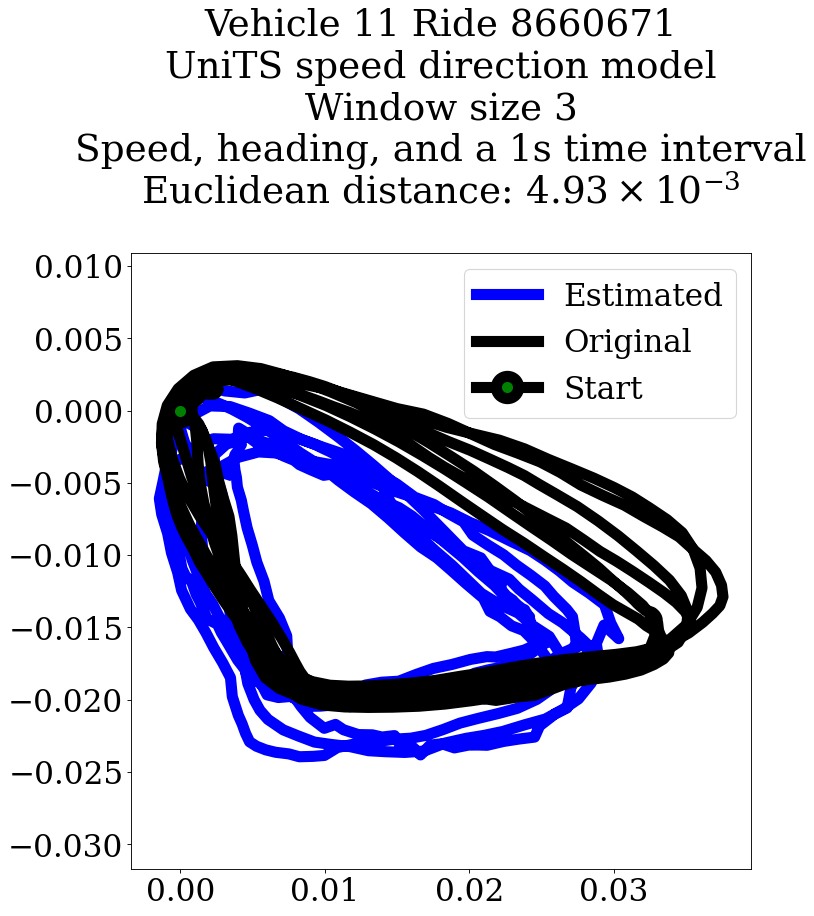 Vehicle 11 Ride 8660671
UniTS speed direction model
Window size 3
Speed, heading, and a 1s time interval
Euclidean distance: 4.93 × 10⁻³
Estimated
Original
Start
0.010
0.005
0.000
−0.005
−0.010
−0.015
−0.020
−0.025
−0.030
0.00 0.01 0.02 0.03